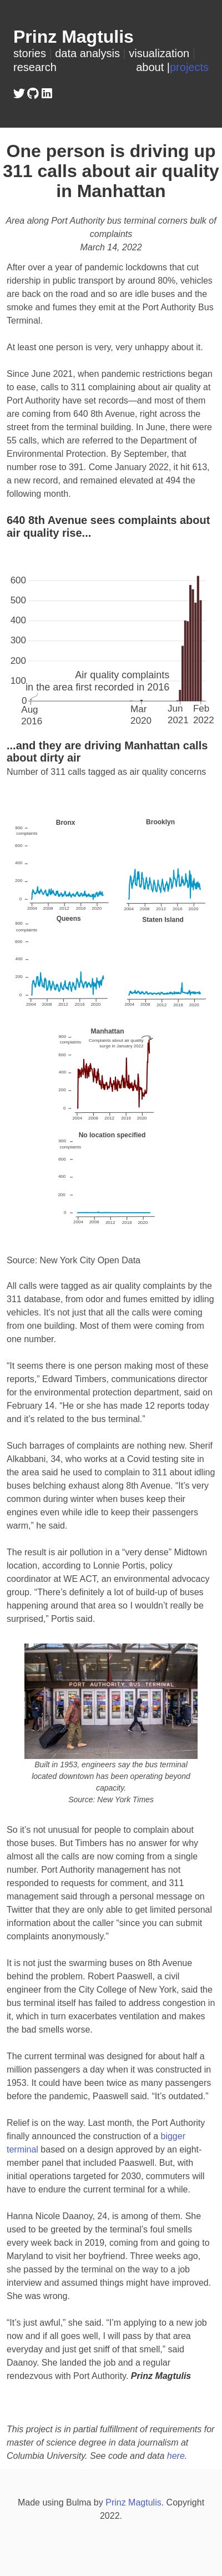 Prinz Magtulis
stories | data analysis | visualization |
research about |projects
One person is driving up
311 calls about air quality
in Manhattan
Area along Port Authority bus terminal corners bulk of
complaints
March 14, 2022
After over a year of pandemic lockdowns that cut
ridership in public transport by around 80%, vehicles
are back on the road and so are idle buses and the
smoke and fumes they emit at the Port Authority Bus
Terminal.
At least one person is very, very unhappy about it.
Since June 2021, when pandemic restrictions began
to ease, calls to 311 complaining about air quality at
Port Authority have set records—and most of them
are coming from 640 8th Avenue, right across the
street from the terminal building. In June, there were
55 calls, which are referred to the Department of
Environmental Protection. By September, that
number rose to 391. Come January 2022, it hit 613,
a new record, and remained elevated at 494 the
following month.
640 8th Avenue sees complaints about
air quality rise...
600
500
400
300
200
100
0
Air quality complaints
in the area first recorded in 2016
Aug
2016
Mar
2020
Jun
2021
Feb
2022
...and they are driving Manhattan calls
about dirty air
Number of 311 calls tagged as air quality concerns
Bronx
800
complaints
600
400
200
0
2004 2008 2012 2016 2020
Brooklyn
2004 2008 2012 2016 2020
Queens
800
complaints
600
400
200
0
2004 2008 2012 2016 2020
Staten Island
2004 2008 2012 2016 2020
Manhattan
800
complaints
600
400
200
0
Complaints about air quality
surge in January 2022
2004 2008 2012 2016 2020
No location specified
800
complaints
600
400
200
0
2004 2008 2012 2016 2020
Source: New York City Open Data
All calls were tagged as air quality complaints by the
311 database, from odor and fumes emitted by idling
vehicles. It's not just that all the calls were coming
from one building. Most of them were coming from
one number.
“It seems there is one person making most of these
reports,” Edward Timbers, communications director
for the environmental protection department, said on
February 14. “He or she has made 12 reports today
and it’s related to the bus terminal.”
Such barrages of complaints are nothing new. Sherif
Alkabbani, 34, who works at a Covid testing site in
the area said he used to complain to 311 about idling
buses belching exhaust along 8th Avenue. “It’s very
common during winter when buses keep their
engines even while idle to keep their passengers
warm,” he said.
The result is air pollution in a “very dense” Midtown
location, according to Lonnie Portis, policy
coordinator at WE ACT, an environmental advocacy
group. “There’s definitely a lot of build-up of buses
happening around that area so I wouldn’t really be
surprised,” Portis said.
PORT AUTHORITY BUS TERMINAL
Built in 1953, engineers say the bus terminal
located downtown has been operating beyond
capacity.
Source: New York Times
So it’s not unusual for people to complain about
those buses. But Timbers has no answer for why
almost all the calls are now coming from a single
number. Port Authority management has not
responded to requests for comment, and 311
management said through a personal message on
Twitter that they are only able to get limited personal
information about the caller “since you can submit
complaints anonymously.”
It is not just the swarming buses on 8th Avenue
behind the problem. Robert Paaswell, a civil
engineer from the City College of New York, said the
bus terminal itself has failed to address congestion in
it, which in turn exacerbates ventilation and makes
the bad smells worse.
The current terminal was designed for about half a
million passengers a day when it was constructed in
1953. It could have been twice as many passengers
before the pandemic, Paaswell said. “It’s outdated.”
Relief is on the way. Last month, the Port Authority
finally announced the construction of a bigger
terminal based on a design approved by an eight-
member panel that included Paaswell. But, with
initial operations targeted for 2030, commuters will
have to endure the current terminal for a while.
Hanna Nicole Daanoy, 24, is among of them. She
used to be greeted by the terminal’s foul smells
every week back in 2019, coming from and going to
Maryland to visit her boyfriend. Three weeks ago,
she passed by the terminal on the way to a job
interview and assumed things might have improved.
She was wrong.
“It’s just awful,” she said. “I’m applying to a new job
now and if all goes well, I will pass by that area
everyday and just get sniff of that smell,” said
Daanoy. She landed the job and a regular
rendezvous with Port Authority. Prinz Magtulis
This project is in partial fulfillment of requirements for
master of science degree in data journalism at
Columbia University. See code and data here.
Made using Bulma by Prinz Magtulis. Copyright
2022.